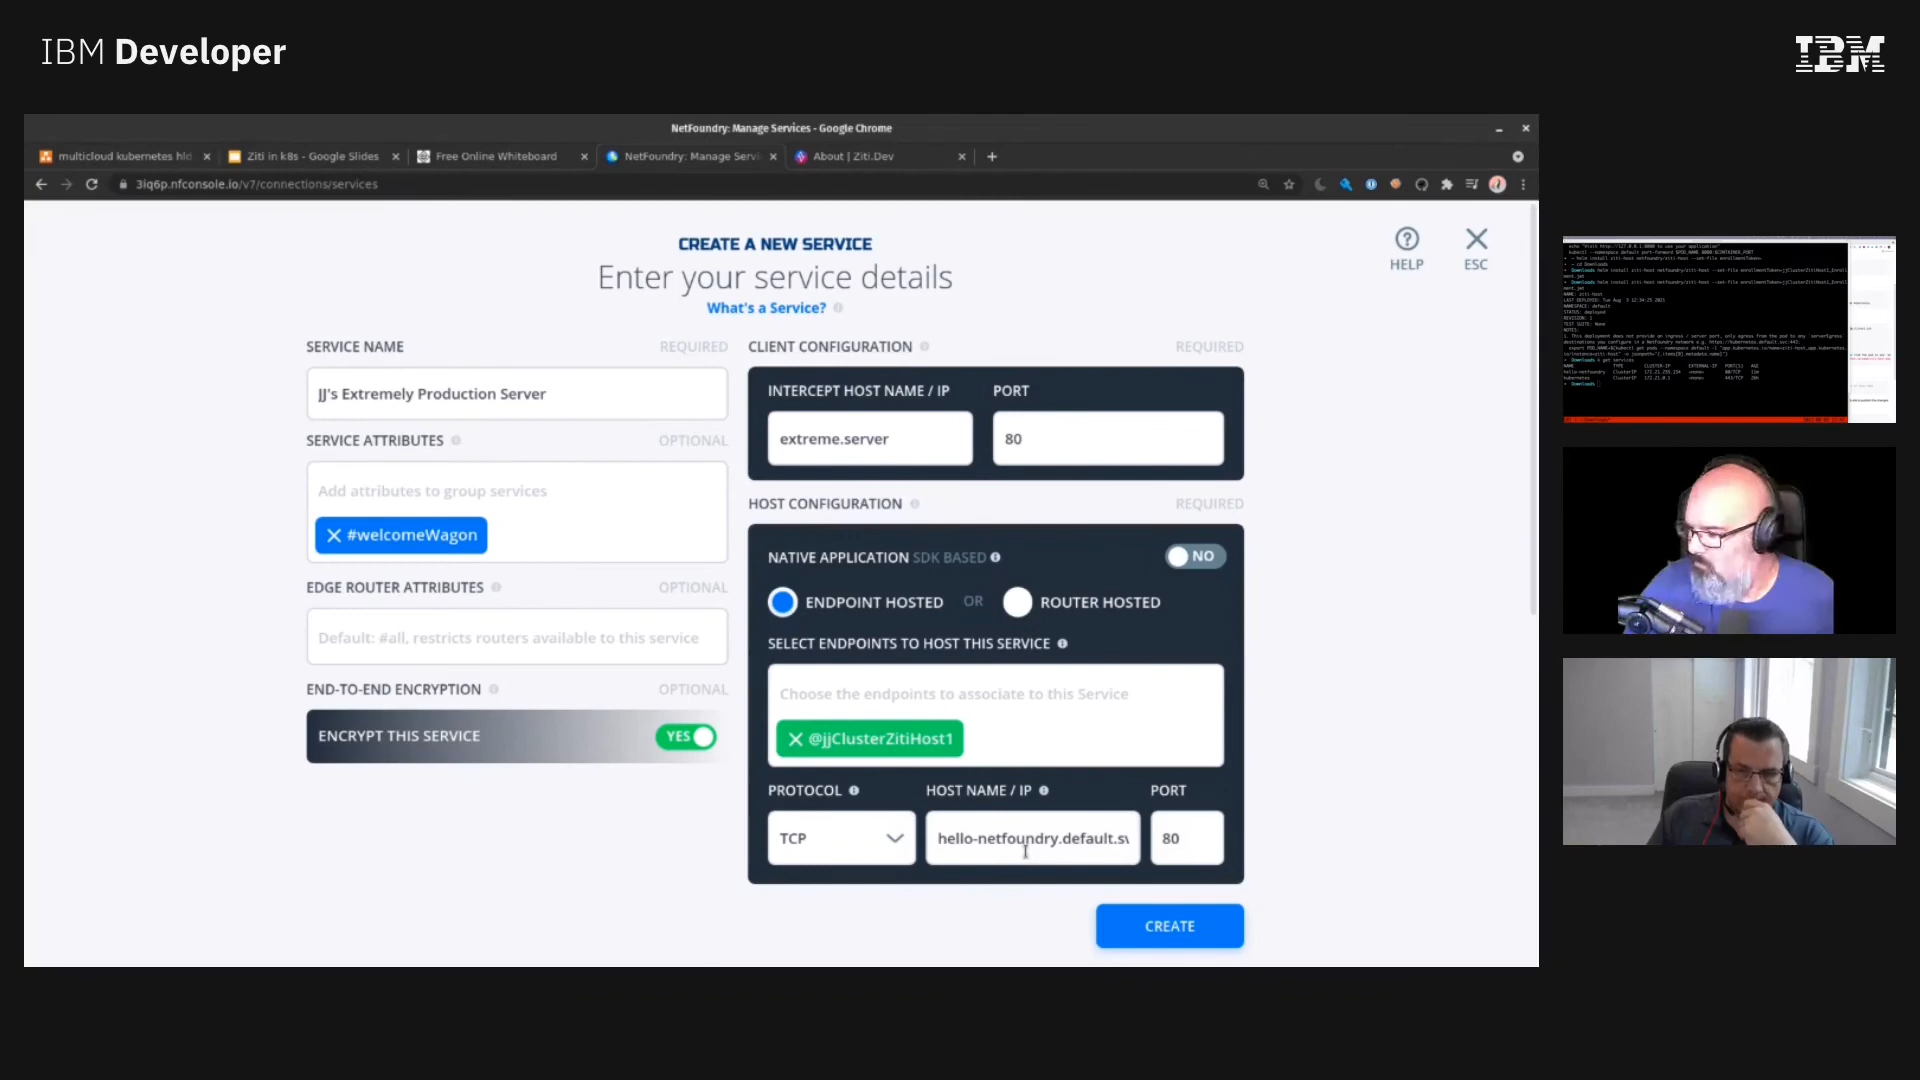 IBM Developer
IBM
NetFoundry: Manage Services - Google Chrome
multicloud kubernetes hld
Ziti in k8s - Google Slides
Free Online Whiteboard
NetFoundry: Manage Servi
About | Ziti.Dev
3iq6p.nfconsole.io/v7/connections/services
CREATE A NEW SERVICE
Enter your service details
What's a Service?
HELP
ESC
SERVICE NAME REQUIRED
JJ's Extremely Production Server
SERVICE ATTRIBUTES OPTIONAL
Add attributes to group services
#welcomeWagon
EDGE ROUTER ATTRIBUTES OPTIONAL
Default: #all, restricts routers available to this service
END-TO-END ENCRYPTION OPTIONAL
ENCRYPT THIS SERVICE YES
CLIENT CONFIGURATION REQUIRED
INTERCEPT HOST NAME / IP PORT
extreme.server 80
HOST CONFIGURATION REQUIRED
NATIVE APPLICATION SDK BASED NO
ENDPOINT HOSTED OR ROUTER HOSTED
SELECT ENDPOINTS TO HOST THIS SERVICE
Choose the endpoints to associate to this Service
@jjClusterZitiHost1
PROTOCOL HOST NAME / IP PORT
TCP hello-netfoundry.default.sv 80
CREATE